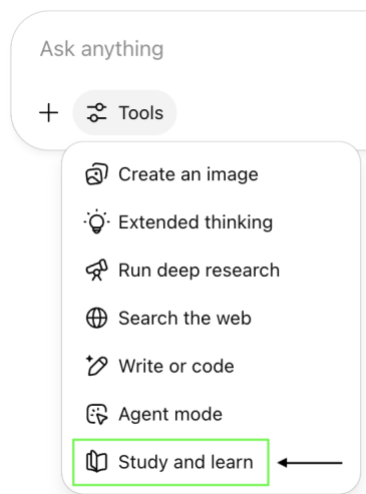 Ask anything
Tools
Create an image
Extended thinking
Run deep research
Search the web
Write or code
Agent mode
Study and learn